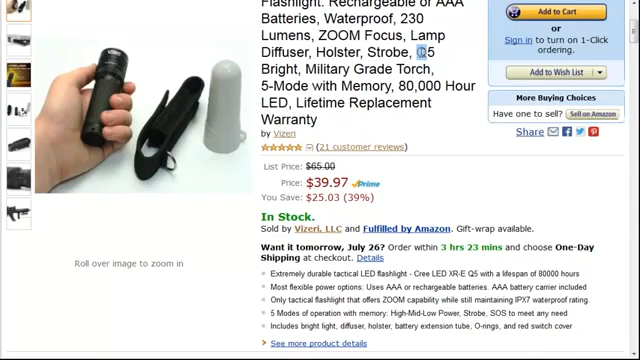 Flashlight: Rechargeable or AAA
Batteries, Waterproof, 230
Lumens, ZOOM Focus, Lamp
Diffuser, Holster, Strobe, Q5
Bright, Military Grade Torch,
5-Mode with Memory, 80,000 Hour
LED, Lifetime Replacement
Warranty
by Vizeri
(21 customer reviews)
List Price: $65.00
Price: $39.97 Prime
You Save: $25.03 (39%)
In Stock.
Sold by Vizeri, LLC and Fulfilled by Amazon. Gift-wrap available.
Want it tomorrow, July 26? Order within 3 hrs 23 mins and choose One-Day
Shipping at checkout. Details
Extremely durable tactical LED flashlight - Cree LED XR-E Q5 with a lifespan of 80000 hours
Most flexible power options: Uses AAA or rechargeable batteries. AAA battery carrier included
Only tactical flashlight that offers ZOOM capability while still maintaining IPX7 waterproof rating.
5 Modes of operation with memory: High-Mid-Low Power, Strobe, SOS to meet any need
Includes bright light, diffuser, holster, battery extension tube, O-rings, and red switch cover
See more product details
Roll over image to zoom in
Add to Cart
or
Sign in to turn on 1-Click
ordering.
Add to Wish List
More Buying Choices
Have one to sell? Sell on Amazon
Share